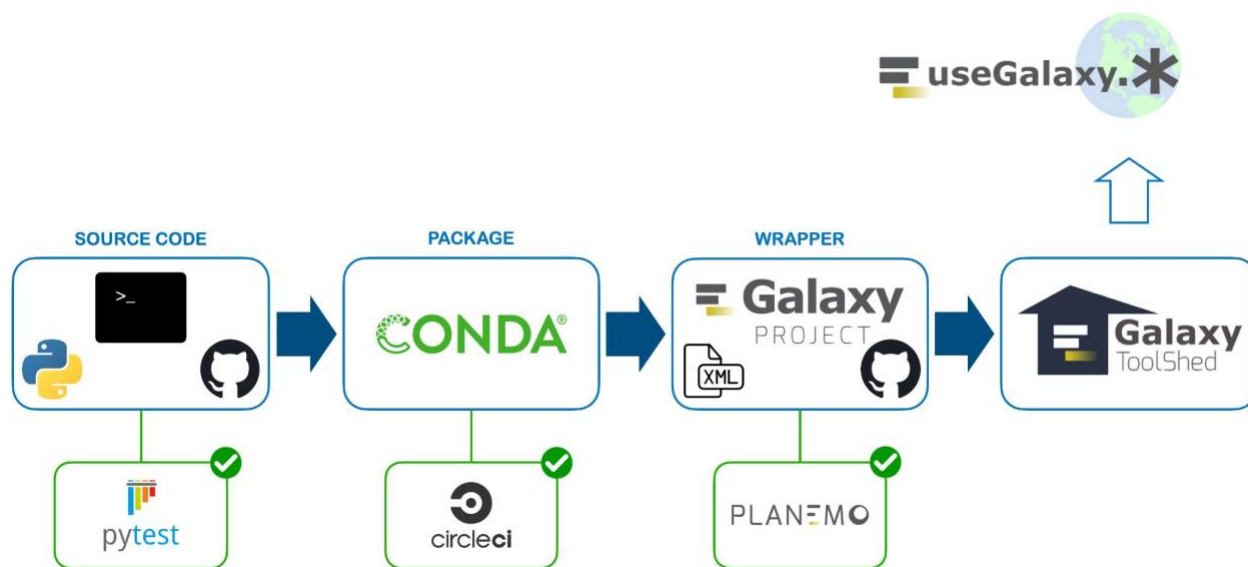 useGalaxy.*
SOURCE CODE
PACKAGE
WRAPPER
>_
CONDA®
Galaxy
PROJECT
XML
Galaxy
ToolShed
pytest
circleci
PLANEMO